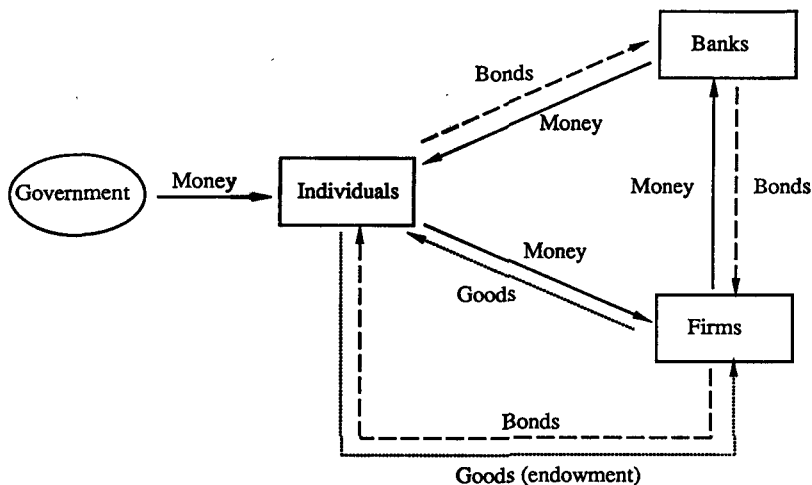 Banks
Bonds
Money
Government
Money
Individuals
Money
Bonds
Money
Goods
Firms
Bonds
Goods (endowment)